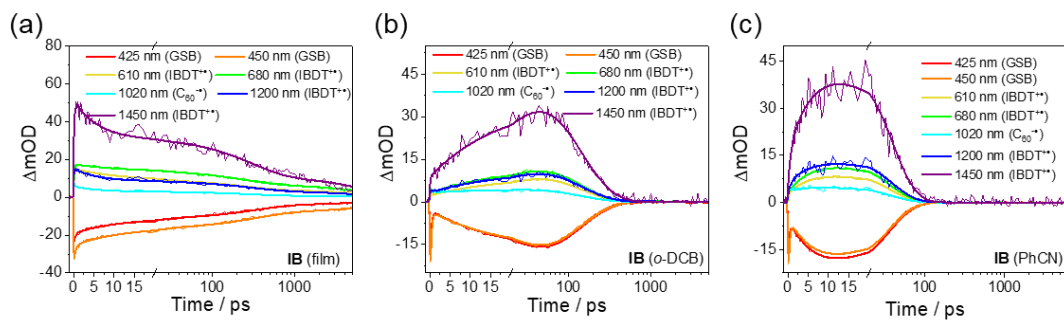 (a)
80
60
40
20
0
-20
-40
ΔmOD
425 nm (GSB) 450 nm (GSB)
610 nm (IBDT⁺•) 680 nm (IBDT⁺•)
1020 nm (C₆₀⁻•) 1200 nm (IBDT⁺•)
1450 nm (IBDT⁺•)
IB (film)
0 5 10 15 100 1000
Time / ps
(b)
45
30
15
0
-15
ΔmOD
425 nm (GSB) 450 nm (GSB)
610 nm (IBDT⁺•) 680 nm (IBDT⁺•)
1020 nm (C₆₀⁻•) 1200 nm (IBDT⁺•)
1450 nm (IBDT⁺•)
IB (o-DCB)
0 5 10 15 100 1000
Time / ps
(c)
45
30
15
0
-15
ΔmOD
425 nm (GSB)
450 nm (GSB)
610 nm (IBDT⁺•)
680 nm (IBDT⁺•)
1020 nm (C₆₀⁻•)
1200 nm (IBDT⁺•)
1450 nm (IBDT⁺•)
IB (PhCN)
0 5 10 15 100 1000
Time / ps